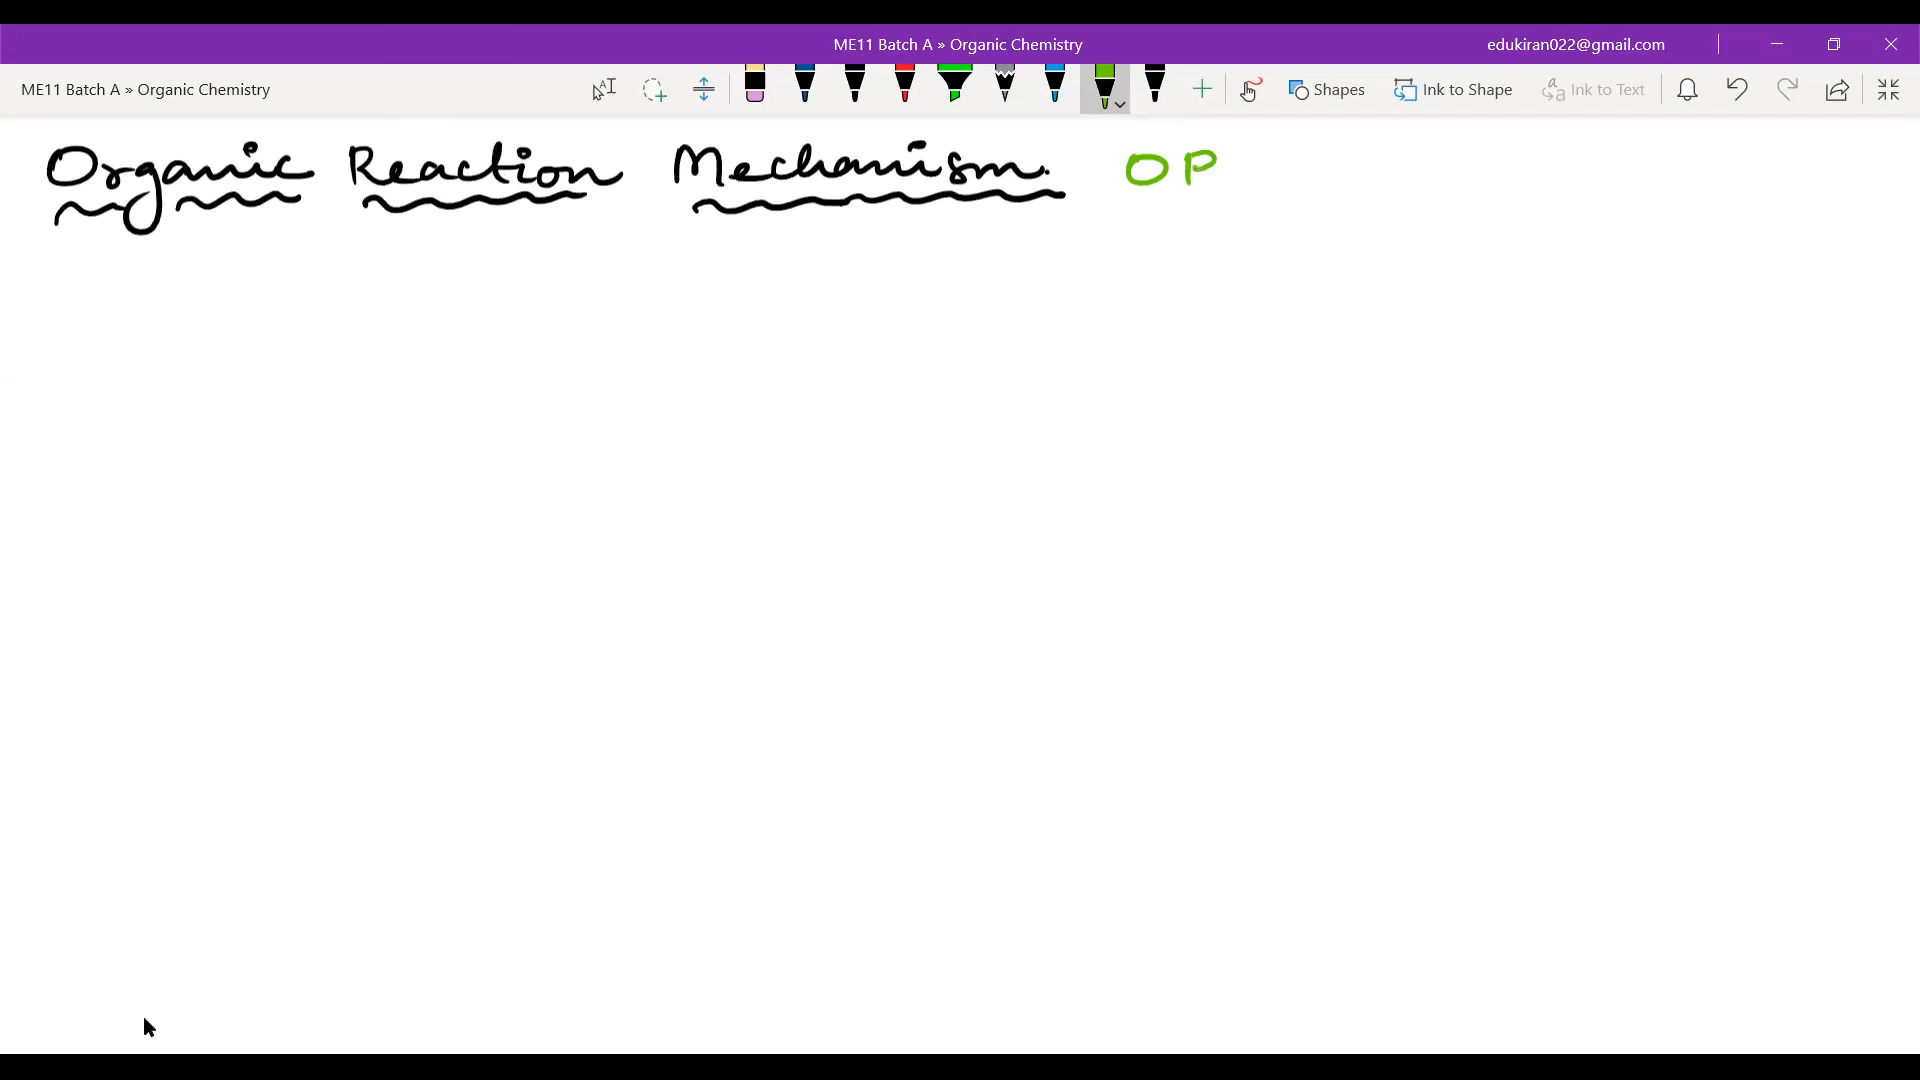 ME11 Batch A » Organic Chemistry edukiran022@gmail.com
ME11 Batch A » Organic Chemistry Shapes Ink to Shape Ink to Text
Organic Reaction Mechanism. OP